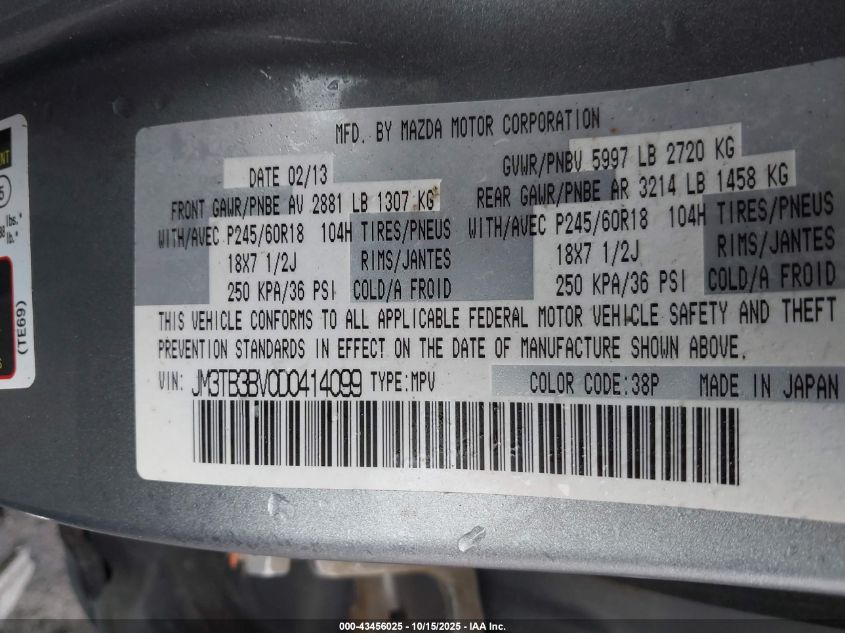 MFD. BY MAZDA MOTOR CORPORATION
DATE 02/13 GVWR/PNBV 5997 LB 2720 KG
FRONT GAWR/PNBE AV 2881 LB 1307 KG REAR GAWR/PNBE AR 3214 LB 1458 KG
WITH/AVEC P245/60R18 104H TIRES/PNEUS WITH/AVEC P245/60R18 104H TIRES/PNEUS
18X7 1/2J RIMS/JANTES 18X7 1/2J RIMS/JANTES
250 KPA/36 PSI COLD/A FROID 250 KPA/36 PSI COLD/A FROID
THIS VEHICLE CONFORMS TO ALL APPLICABLE FEDERAL MOTOR VEHICLE SAFETY AND THEFT
PREVENTION STANDARDS IN EFFECT ON THE DATE OF MANUFACTURE SHOWN ABOVE.
VIN: JM3TB3BV0D0414099 TYPE:MPV COLOR CODE:38P MADE IN JAPAN
lbs.
lb.
(TE69)
000-43456025 - 10/15/2025 - IAA Inc.